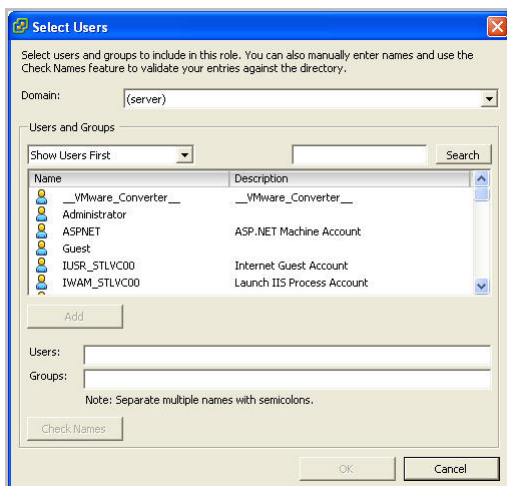 Select Users
Select users and groups to include in this role. You can also manually enter names and use the
Check Names feature to validate your entries against the directory.
Domain: (server)
Users and Groups
Show Users First Search
Name Description
__VMware_Converter__ __VMware_Converter__
Administrator
ASPNET ASP.NET Machine Account
Guest
IUSR_STLVC00 Internet Guest Account
IWAM_STLVC00 Launch IIS Process Account
Add
Users:
Groups:
Note: Separate multiple names with semicolons.
Check Names
OK Cancel